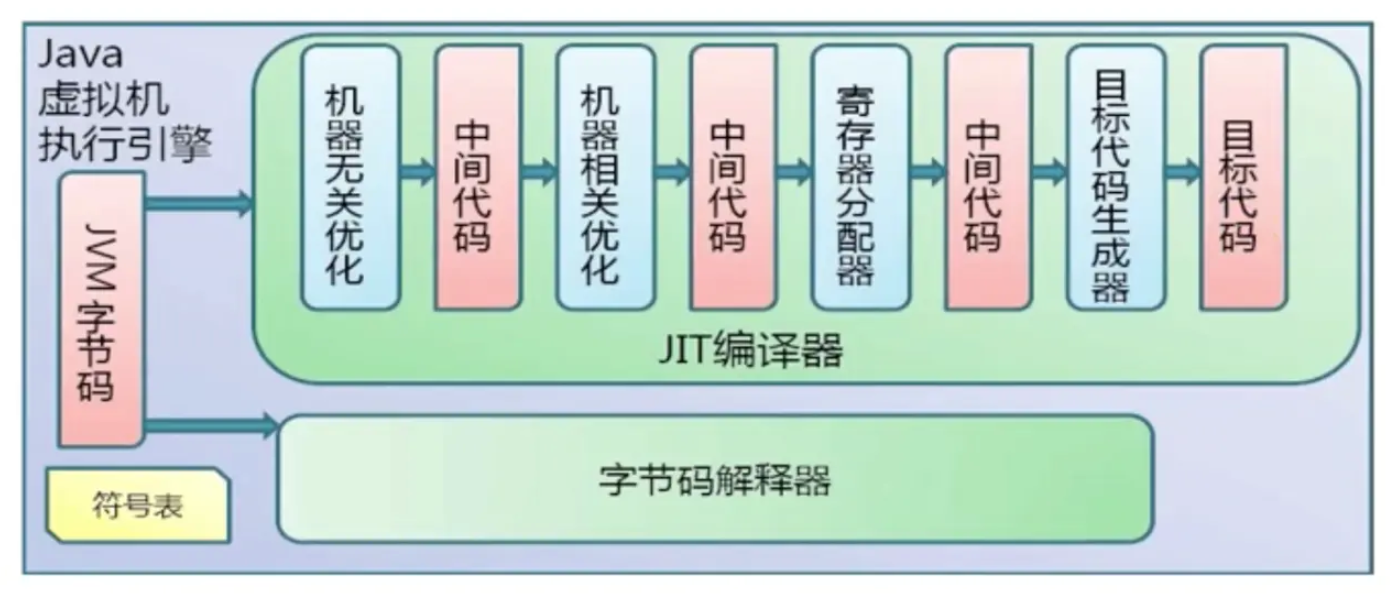 Java
虚拟机
执行引擎
JVM字节码
符号表
机器无关优化
中间代码
机器相关优化
中间代码
寄存器分配器
中间代码
目标代码生成器
目标代码
JIT编译器
字节码解释器